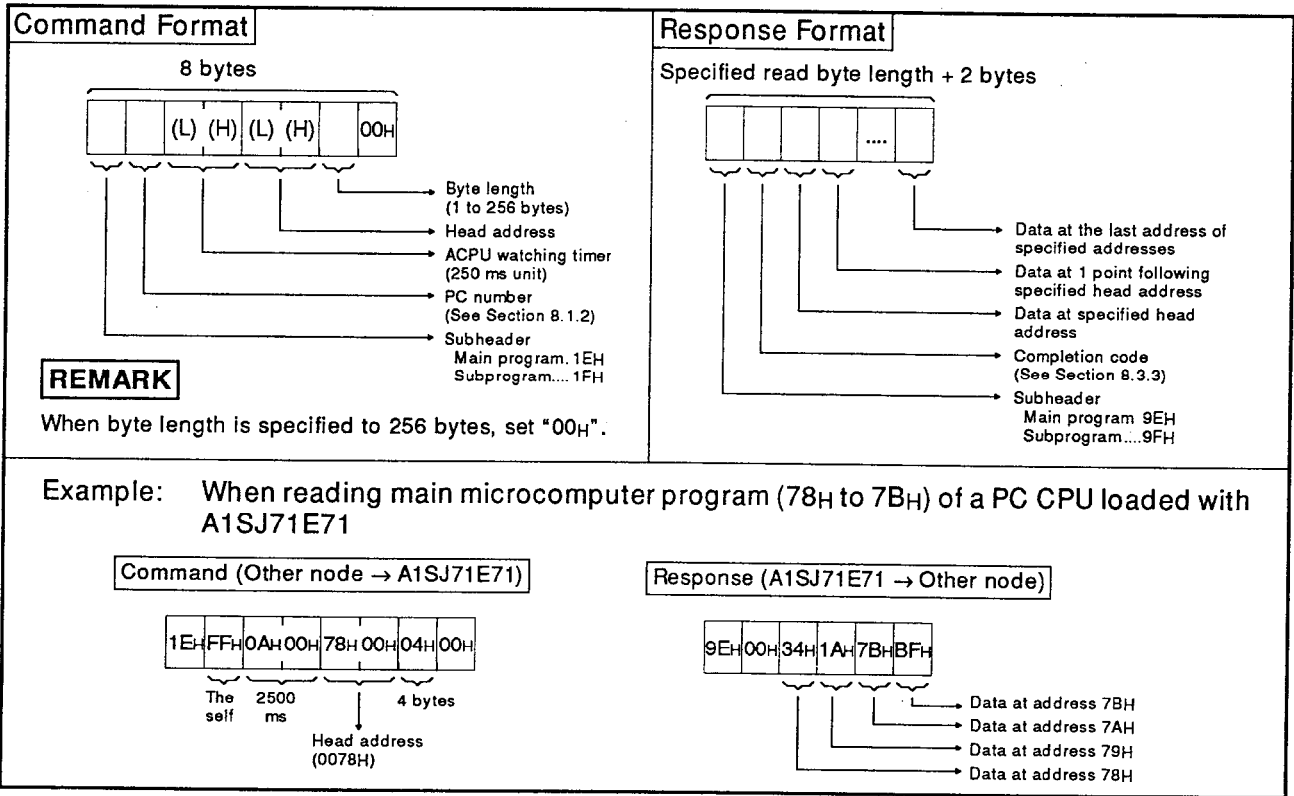 Command Format
8 bytes
(L) (H) (L) (H) 00H
Byte length
(1 to 256 bytes)
Head address
ACPU watching timer
(250 ms unit)
PC number
(See Section 8.1.2)
Subheader
Main program. 1EH
Subprogram.... 1FH
REMARK
When byte length is specified to 256 bytes, set "00H".
Response Format
Specified read byte length + 2 bytes
....
Data at the last address of
specified addresses
Data at 1 point following
specified head address
Data at specified head
address
Completion code
(See Section 8.3.3)
Subheader
Main program 9EH
Subprogram....9FH
Example: When reading main microcomputer program (78H to 7BH) of a PC CPU loaded with
A1SJ71E71
Command (Other node → A1SJ71E71)
1EH FFH 0AH 00H 78H 00H 04H 00H
The
self
2500
ms
4 bytes
Head address
(0078H)
Response (A1SJ71E71 → Other node)
9EH 00H 34H 1AH 7BH BFH
Data at address 7BH
Data at address 7AH
Data at address 79H
Data at address 78H